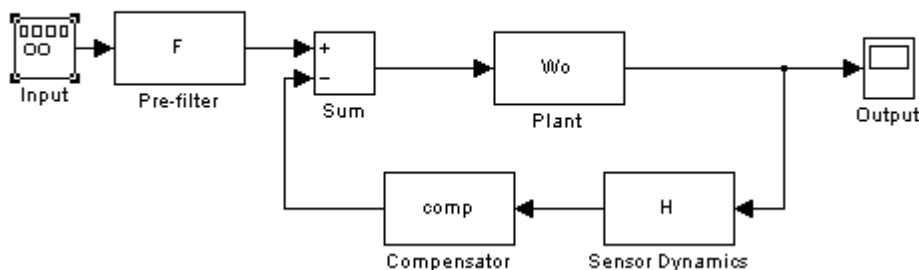 F
+
−
Wo
Input
Pre-filter
Sum
Plant
Output
comp
H
Compensator
Sensor Dynamics